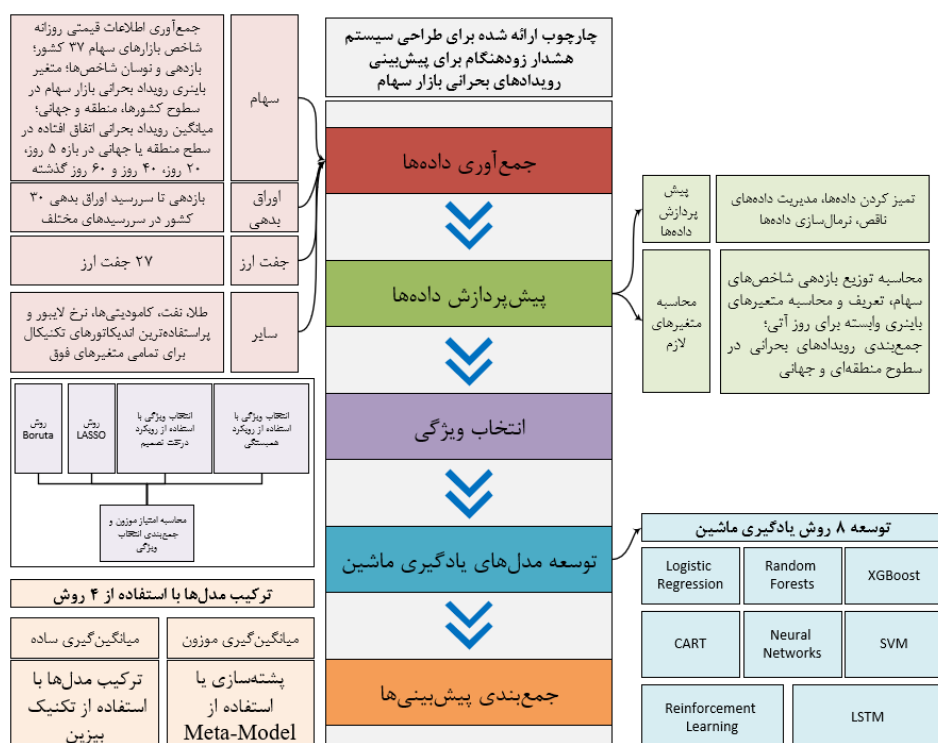 چارچوب ارائه شده برای طراحی سیستم
هشدار زودهنگام برای پیش‌بینی
رویدادهای بحرانی بازار سهام
جمع‌آوری داده‌ها
سهام
جمع‌آوری اطلاعات قیمتی روزانه
شاخص بازارهای سهام ۳۷ کشور؛
بازدهی و نوسان شاخص‌ها؛ متغیر
باینری رویداد بحرانی بازار سهام در
سطوح کشورها، منطقه و جهانی؛
میانگین رویداد بحرانی اتفاق افتاده در
سطح منطقه یا جهانی در بازه ۵ روز،
۲۰ روز، ۴۰ روز و ۶۰ روز گذشته
اوراق
بدهی
بازدهی تا سررسید اوراق بدهی ۳۰
کشور در سررسیدهای مختلف
جفت ارز
۲۷ جفت ارز
سایر
طلا، نفت، کامودیتی‌ها، نرخ لایبور و
پراستفاده‌ترین اندیکاتورهای تکنیکال
برای تمامی متغیرهای فوق
پیش‌پردازش داده‌ها
پیش
پردازش
داده‌ها
تمیز کردن داده‌ها، مدیریت داده‌های
ناقص، نرمال‌سازی داده‌ها
محاسبه
متغیرهای
لازم
محاسبه توزیع بازدهی شاخص‌های
سهام، تعریف و محاسبه متعیرهای
باینری وابسته برای روز آتی؛
جمع‌بندی رویدادهای بحرانی در
سطوح منطقه‌ای و جهانی
انتخاب ویژگی
انتخاب ویژگی با
استفاده از رویکرد
همبستگی
انتخاب ویژگی با
استفاده از رویکرد
درخت تصمیم
روش
LASSO
روش
Boruta
محاسبه امتیاز موزون و
جمع‌بندی انتخاب
ویژگی
توسعه مدل‌های یادگیری ماشین
توسعه ۸ روش یادگیری ماشین
Logistic
Regression
Random
Forests
XGBoost
CART
Neural
Networks
SVM
Reinforcement
Learning
LSTM
جمع‌بندی پیش‌بینی‌ها
ترکیب مدل‌ها با استفاده از ۴ روش
میانگین‌گیری موزون
میانگین‌گیری ساده
پشته‌سازی یا
استفاده از
Meta-Model
ترکیب مدل‌ها با
استفاده از تکنیک
بیزین